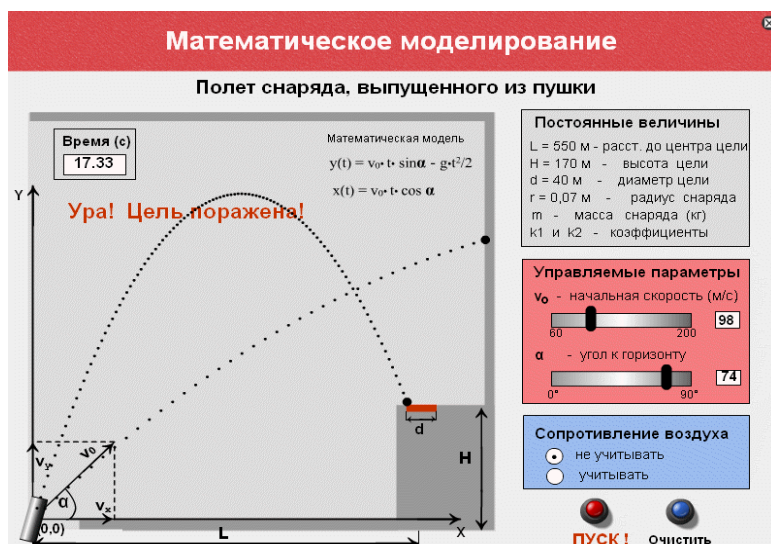 Математическое моделирование
Полет снаряда, выпущенного из пушки
Время (с)
17.33
Математическая модель
y(t) = v₀• t• sinα - g•t²/2
x(t) = v₀• t• cos α
Y
Ура! Цель поражена!
d
H
v₀
vᵧ
α
vₓ
(0,0)
L
X
Постоянные величины
L = 550 м - расст. до центра цели
H = 170 м - высота цели
d = 40 м - диаметр цели
r = 0,07 м - радиус снаряда
m - масса снаряда (кг)
k1 и k2 - коэффициенты
Управляемые параметры
v₀ - начальная скорость (м/с)
98
60 200
α - угол к горизонту
74
0° 90°
Сопротивление воздуха
не учитывать
учитывать
ПУСК ! Очистить